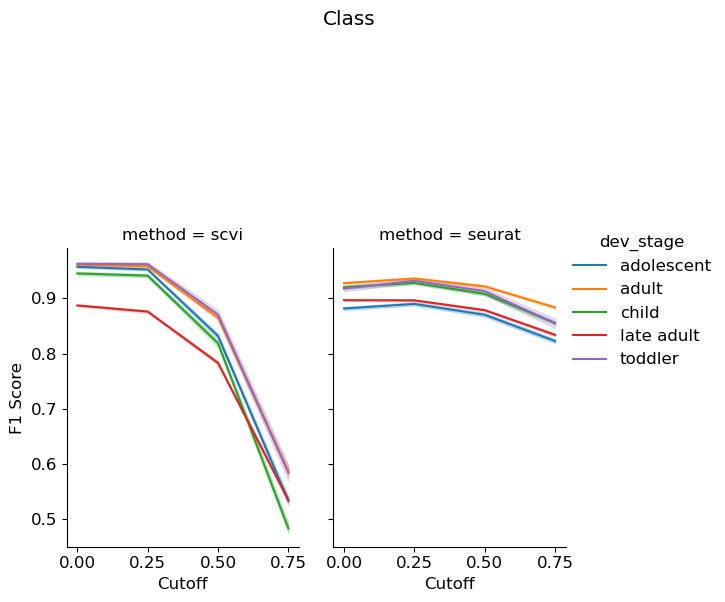 Class
method = scvi
method = seurat
dev_stage
adolescent
adult
child
late adult
toddler
F1 Score
0.9
0.8
0.7
0.6
0.5
0.00 0.25 0.50 0.75
0.00 0.25 0.50 0.75
Cutoff
Cutoff